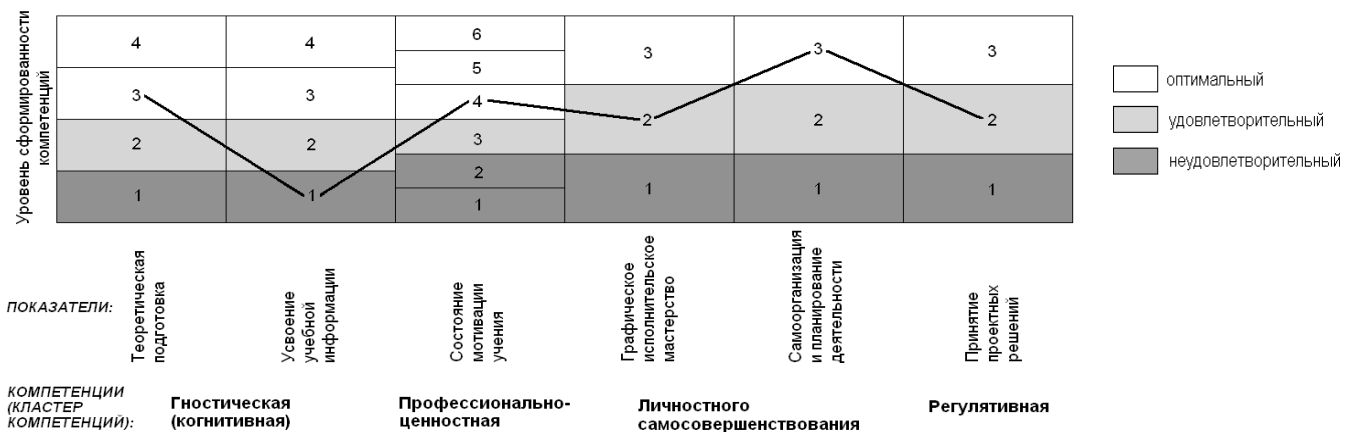 Уровень сформированности
компетенций
4
3
2
1
4
3
2
1
6
5
4
3
2
1
3
2
1
3
2
1
3
2
1
оптимальный
удовлетворительный
неудовлетворительный
ПОКАЗАТЕЛИ:
Теоретическая
подготовка
Усвоение
учебной
информации
Состояние
мотивации
учения
Графическое
исполнительское
мастерство
Самоорганизация
и планирование
деятельности
Принятие
проектных
решений
КОМПЕТЕНЦИИ
(КЛАСТЕР
КОМПЕТЕНЦИЙ):
Гностическая
(когнитивная)
Профессионально-
ценностная
Личностного
самосовершенствования
Регулятивная